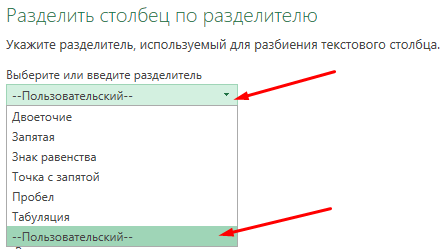 Разделить столбец по разделителю
Укажите разделитель, используемый для разбиения текстового столбца.
Выберите или введите разделитель
--Пользовательский--
Двоеточие
Запятая
Знак равенства
Точка с запятой
Пробел
Табуляция
--Пользовательский--